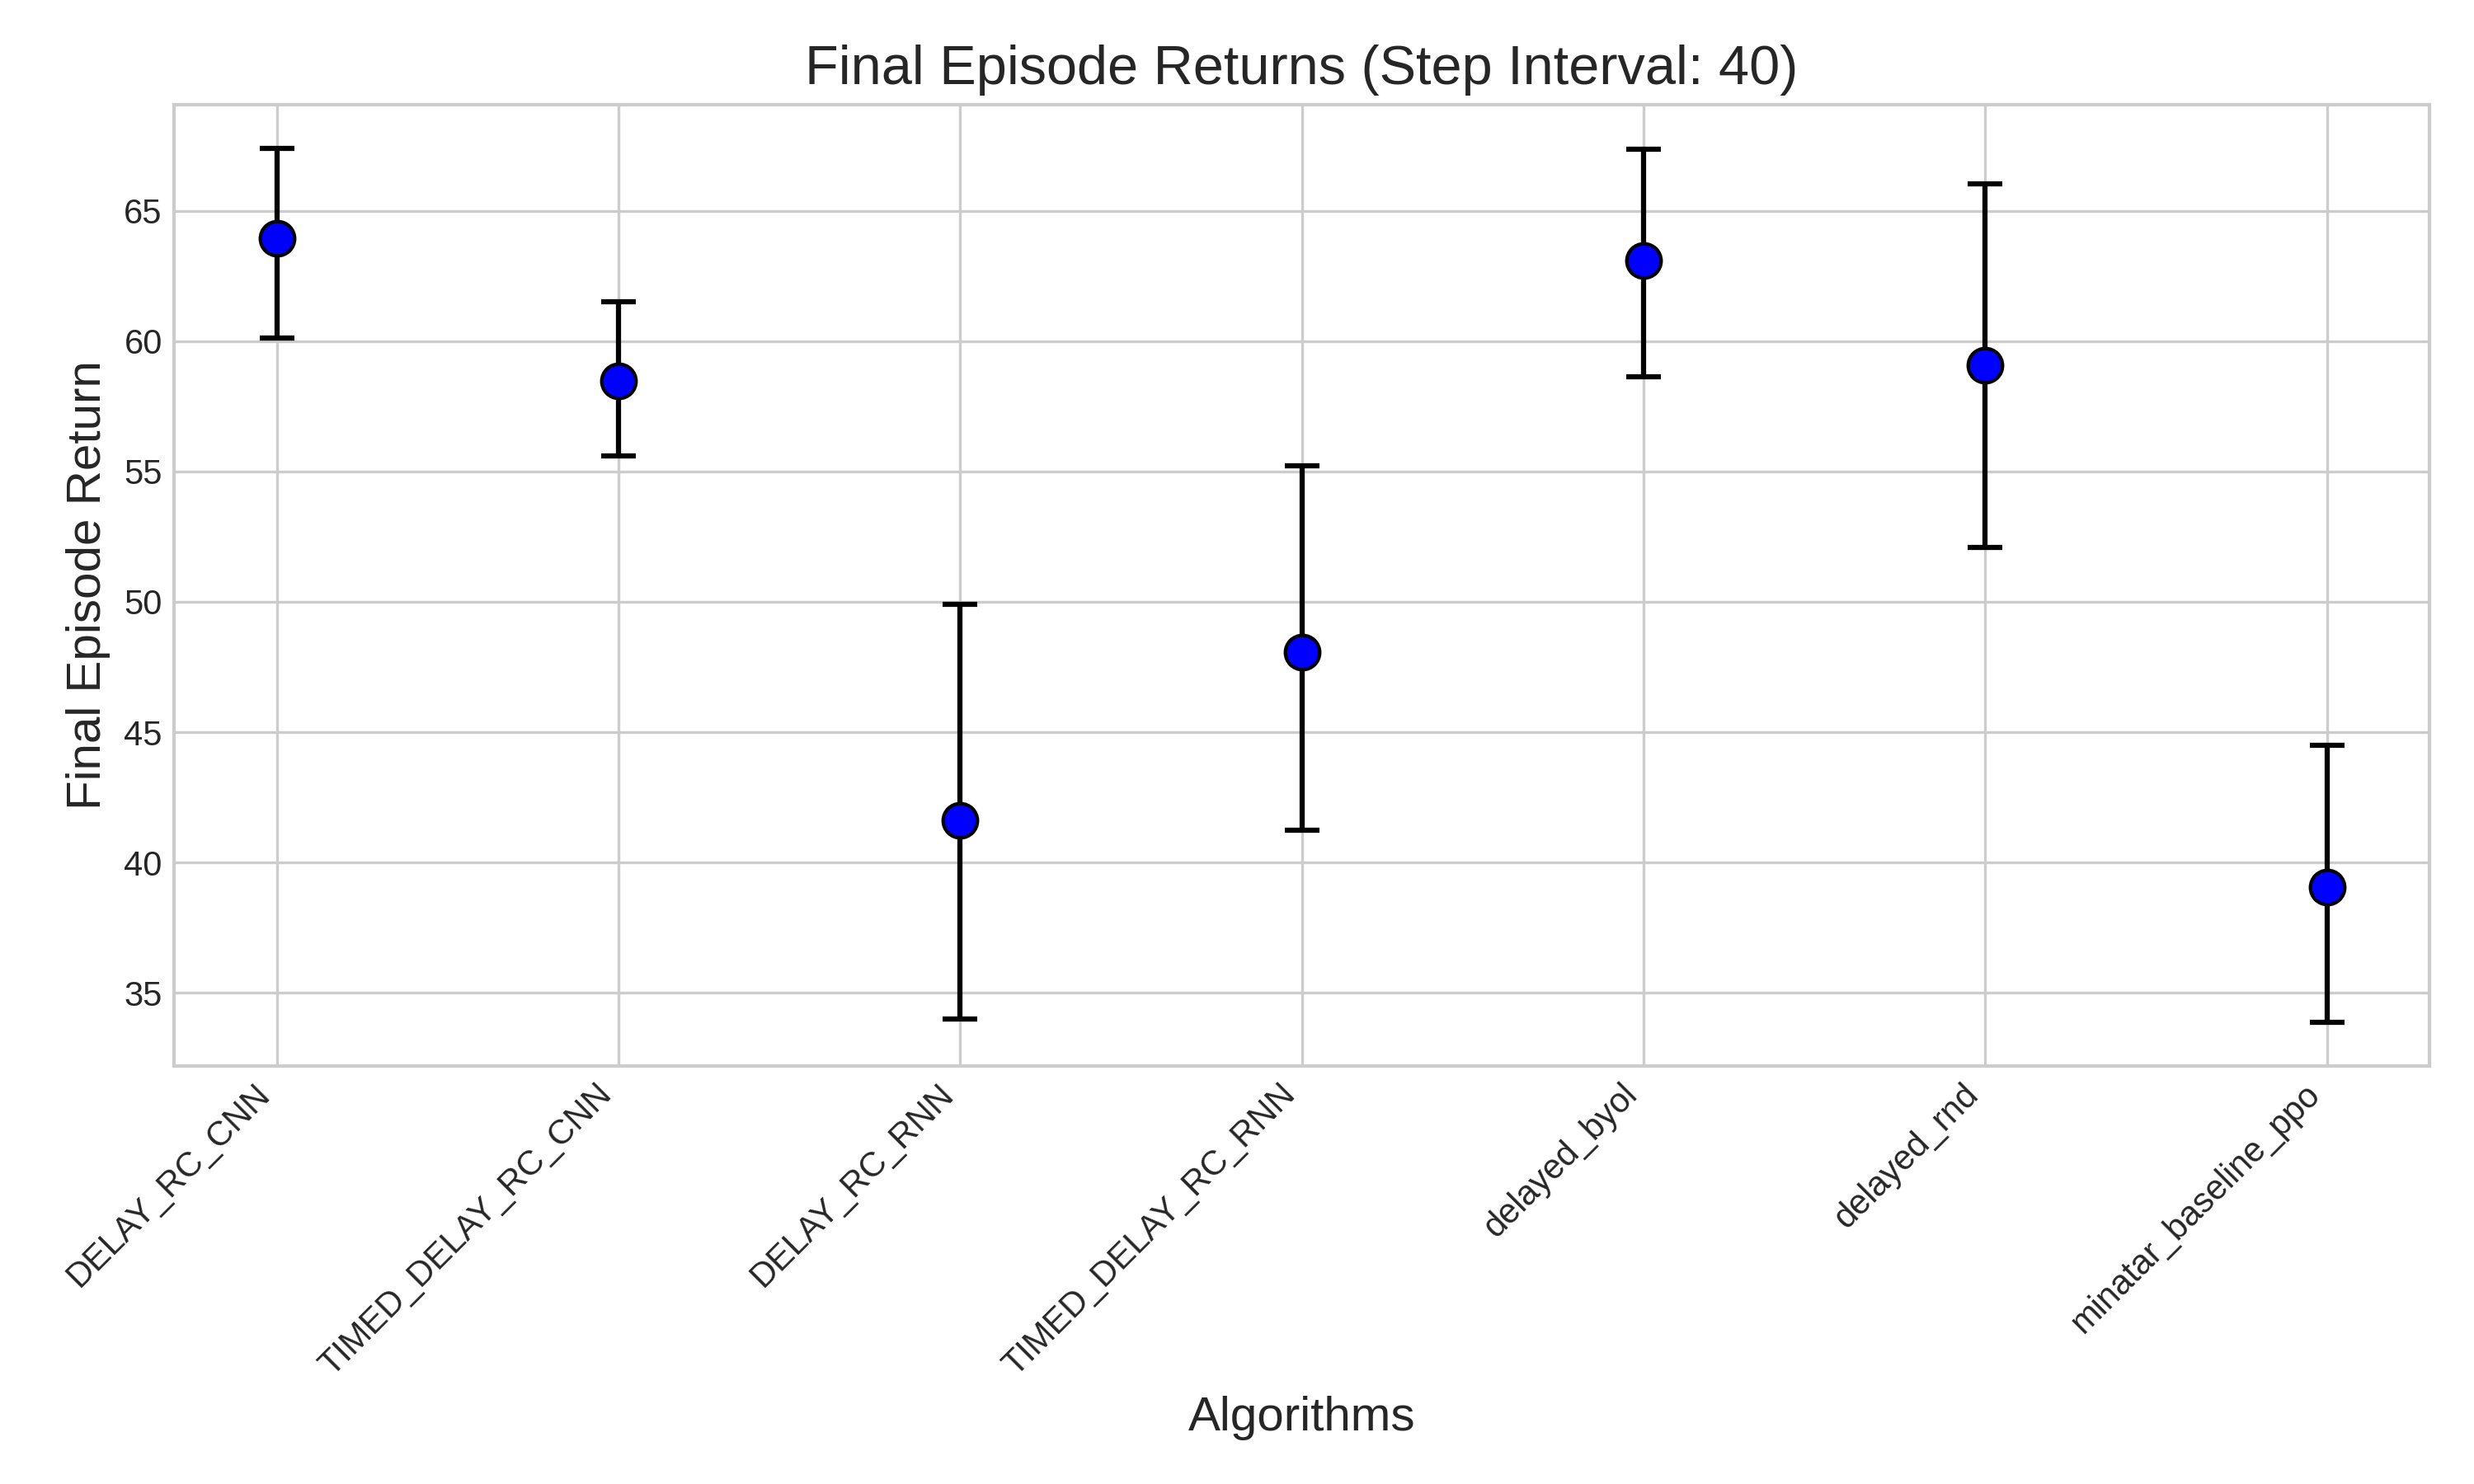 Final Episode Returns (Step Interval: 40)
Final Episode Return
65
60
55
50
45
40
35
DELAY_RC_CNN
TIMED_DELAY_RC_CNN
DELAY_RC_RNN
TIMED_DELAY_RC_RNN
delayed_byol
delayed_rnd
minatar_baseline_ppo
Algorithms